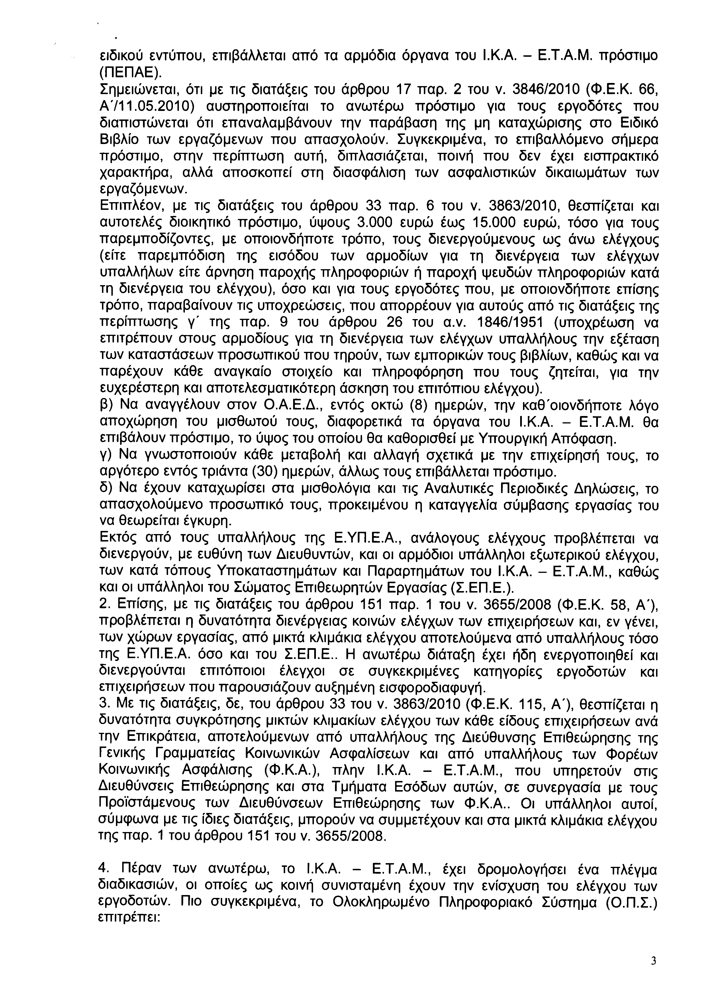 ειδικού εντύπου, επιβάλλεται από τα αρμόδια όργανα του Ι.Κ.Α. – Ε.Τ.Α.Μ. πρόστιμο
(ΠΕΠΑΕ).
Σημειώνεται, ότι με τις διατάξεις του άρθρου 17 παρ. 2 του ν. 3846/2010 (Φ.Ε.Κ. 66,
Α΄/11.05.2010) αυστηροποιείται το ανωτέρω πρόστιμο για τους εργοδότες που
διαπιστώνεται ότι επαναλαμβάνουν την παράβαση της μη καταχώρισης στο Ειδικό
Βιβλίο των εργαζόμενων που απασχολούν. Συγκεκριμένα, το επιβαλλόμενο σήμερα
πρόστιμο, στην περίπτωση αυτή, διπλασιάζεται, ποινή που δεν έχει εισπρακτικό
χαρακτήρα, αλλά αποσκοπεί στη διασφάλιση των ασφαλιστικών δικαιωμάτων των
εργαζόμενων.
Επιπλέον, με τις διατάξεις του άρθρου 33 παρ. 6 του ν. 3863/2010, θεσπίζεται και
αυτοτελές διοικητικό πρόστιμο, ύψους 3.000 ευρώ έως 15.000 ευρώ, τόσο για τους
παρεμποδίζοντες, με οποιονδήποτε τρόπο, τους διενεργούμενους ως άνω ελέγχους
(είτε παρεμπόδιση της εισόδου των αρμοδίων για τη διενέργεια των ελέγχων
υπαλλήλων είτε άρνηση παροχής πληροφοριών ή παροχή ψευδών πληροφοριών κατά
τη διενέργεια του ελέγχου), όσο και για τους εργοδότες που, με οποιονδήποτε επίσης
τρόπο, παραβαίνουν τις υποχρεώσεις, που απορρέουν για αυτούς από τις διατάξεις της
περίπτωσης γ΄ της παρ. 9 του άρθρου 26 του α.ν. 1846/1951 (υποχρέωση να
επιτρέπουν στους αρμοδίους για τη διενέργεια των ελέγχων υπαλλήλους την εξέταση
των καταστάσεων προσωπικού που τηρούν, των εμπορικών τους βιβλίων, καθώς και να
παρέχουν κάθε αναγκαίο στοιχείο και πληροφόρηση που τους ζητείται, για την
ευχερέστερη και αποτελεσματικότερη άσκηση του επιτόπιου ελέγχου).
β) Να αναγγέλουν στον Ο.Α.Ε.Δ., εντός οκτώ (8) ημερών, την καθ΄οιονδήποτε λόγο
αποχώρηση του μισθωτού τους, διαφορετικά τα όργανα του Ι.Κ.Α. – Ε.Τ.Α.Μ. θα
επιβάλουν πρόστιμο, το ύψος του οποίου θα καθορισθεί με Υπουργική Απόφαση.
γ) Να γνωστοποιούν κάθε μεταβολή και αλλαγή σχετικά με την επιχείρησή τους, το
αργότερο εντός τριάντα (30) ημερών, άλλως τους επιβάλλεται πρόστιμο.
δ) Να έχουν καταχωρίσει στα μισθολόγια και τις Αναλυτικές Περιοδικές Δηλώσεις, το
απασχολούμενο προσωπικό τους, προκειμένου η καταγγελία σύμβασης εργασίας του
να θεωρείται έγκυρη.
Εκτός από τους υπαλλήλους της Ε.ΥΠ.Ε.Α., ανάλογους ελέγχους προβλέπεται να
διενεργούν, με ευθύνη των Διευθυντών, και οι αρμόδιοι υπάλληλοι εξωτερικού ελέγχου,
των κατά τόπους Υποκαταστημάτων και Παραρτημάτων του Ι.Κ.Α. – Ε.Τ.Α.Μ., καθώς
και οι υπάλληλοι του Σώματος Επιθεωρητών Εργασίας (Σ.ΕΠ.Ε.).
2. Επίσης, με τις διατάξεις του άρθρου 151 παρ. 1 του ν. 3655/2008 (Φ.Ε.Κ. 58, Α΄),
προβλέπεται η δυνατότητα διενέργειας κοινών ελέγχων των επιχειρήσεων και, εν γένει,
των χώρων εργασίας, από μικτά κλιμάκια ελέγχου αποτελούμενα από υπαλλήλους τόσο
της Ε.ΥΠ.Ε.Α. όσο και του Σ.ΕΠ.Ε.. Η ανωτέρω διάταξη έχει ήδη ενεργοποιηθεί και
διενεργούνται επιτόποιοι έλεγχοι σε συγκεκριμένες κατηγορίες εργοδοτών και
επιχειρήσεων που παρουσιάζουν αυξημένη εισφοροδιαφυγή.
3. Με τις διατάξεις, δε, του άρθρου 33 του ν. 3863/2010 (Φ.Ε.Κ. 115, Α΄), θεσπίζεται η
δυνατότητα συγκρότησης μικτών κλιμακίων ελέγχου των κάθε είδους επιχειρήσεων ανά
την Επικράτεια, αποτελούμενων από υπαλλήλους της Διεύθυνσης Επιθεώρησης της
Γενικής Γραμματείας Κοινωνικών Ασφαλίσεων και από υπαλλήλους των Φορέων
Κοινωνικής Ασφάλισης (Φ.Κ.Α.), πλην Ι.Κ.Α. – Ε.Τ.Α.Μ., που υπηρετούν στις
Διευθύνσεις Επιθεώρησης και στα Τμήματα Εσόδων αυτών, σε συνεργασία με τους
Προϊστάμενους των Διευθύνσεων Επιθεώρησης των Φ.Κ.Α.. Οι υπάλληλοι αυτοί,
σύμφωνα με τις ίδιες διατάξεις, μπορούν να συμμετέχουν και στα μικτά κλιμάκια ελέγχου
της παρ. 1 του άρθρου 151 του ν. 3655/2008.
4. Πέραν των ανωτέρω, το Ι.Κ.Α. – Ε.Τ.Α.Μ., έχει δρομολογήσει ένα πλέγμα
διαδικασιών, οι οποίες ως κοινή συνισταμένη έχουν την ενίσχυση του ελέγχου των
εργοδοτών. Πιο συγκεκριμένα, το Ολοκληρωμένο Πληροφοριακό Σύστημα (Ο.Π.Σ.)
επιτρέπει:
3